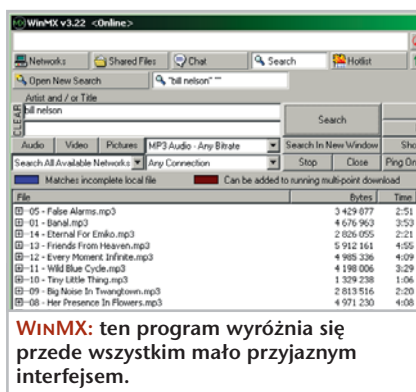 WinMX v3.22 <Online>
Networks Shared Files Chat Search Hotlist
Open New Search "bill nelson" ""
Artist and / or Title
CLEAR bill nelson
Search
Audio Video Pictures MP3 Audio - Any Bitrate Search In New Window Sho
Search All Available Networks Any Connection Stop Close Ping On
Matches incomplete local file Can be added to running multi-point download
File Bytes Time
05 - False Alarms.mp3 3 429 077 2:51
01 - Banal.mp3 4 676 963 3:53
14 - Eternal For Emiko.mp3 2 826 055 2:21
13 - Friends From Heaven.mp3 5 912 161 4:55
12 - Every Moment Infinite.mp3 4 985 336 4:09
11 - Wild Blue Cycle.mp3 4 198 006 3:29
10 - Tiny Little Thing.mp3 1 329 238 1:06
09 - Big Noise In Twangtown.mp3 2 813 516 2:20
08 - Her Presence In Flowers.mp3 4 971 230 4:08
WinMX: ten program wyróżnia się
przede wszystkim mało przyjaznym
interfejsem.